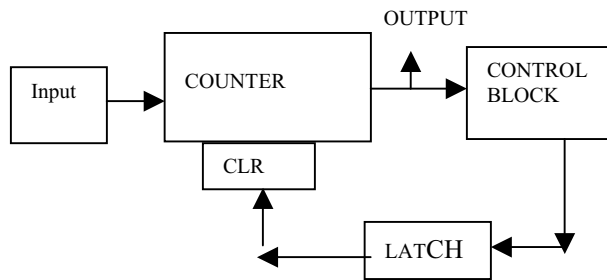 OUTPUT
Input
COUNTER
CONTROL
BLOCK
CLR
LATCH